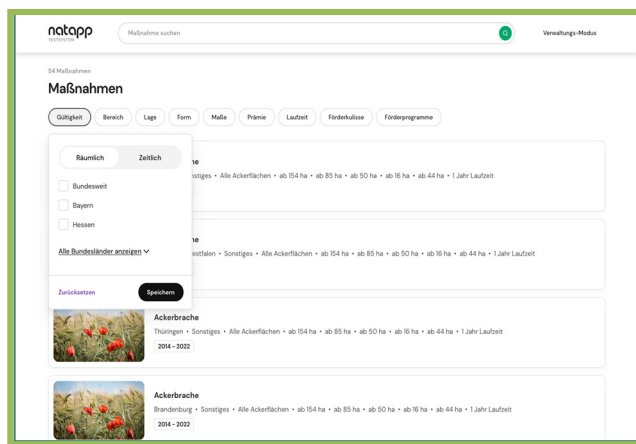 natapp
TESTSYSTEM
Maßnahme suchen
Verwaltungs-Modus
54 Maßnahmen
Maßnahmen
Gültigkeit Bereich Lage Form Maße Prämie Laufzeit Förderkulisse Förderprogramme
Räumlich Zeitlich
Bundesweit
Bayern
Hessen
Alle Bundesländer anzeigen
Zurücksetzen Speichern
che
nstiges • Alle Ackerflächen • ab 154 ha • ab 85 ha • ab 50 ha • ab 16 ha • ab 44 ha • 1 Jahr Laufzeit
he
estfalen • Sonstiges • Alle Ackerflächen • ab 154 ha • ab 85 ha • ab 50 ha • ab 16 ha • ab 44 ha • 1 Jahr Laufzeit
Ackerbrache
Thüringen • Sonstiges • Alle Ackerflächen • ab 154 ha • ab 85 ha • ab 50 ha • ab 16 ha • ab 44 ha • 1 Jahr Laufzeit
2014 – 2022
Ackerbrache
Brandenburg • Sonstiges • Alle Ackerflächen • ab 154 ha • ab 85 ha • ab 50 ha • ab 16 ha • ab 44 ha • 1 Jahr Laufzeit
2014 – 2022